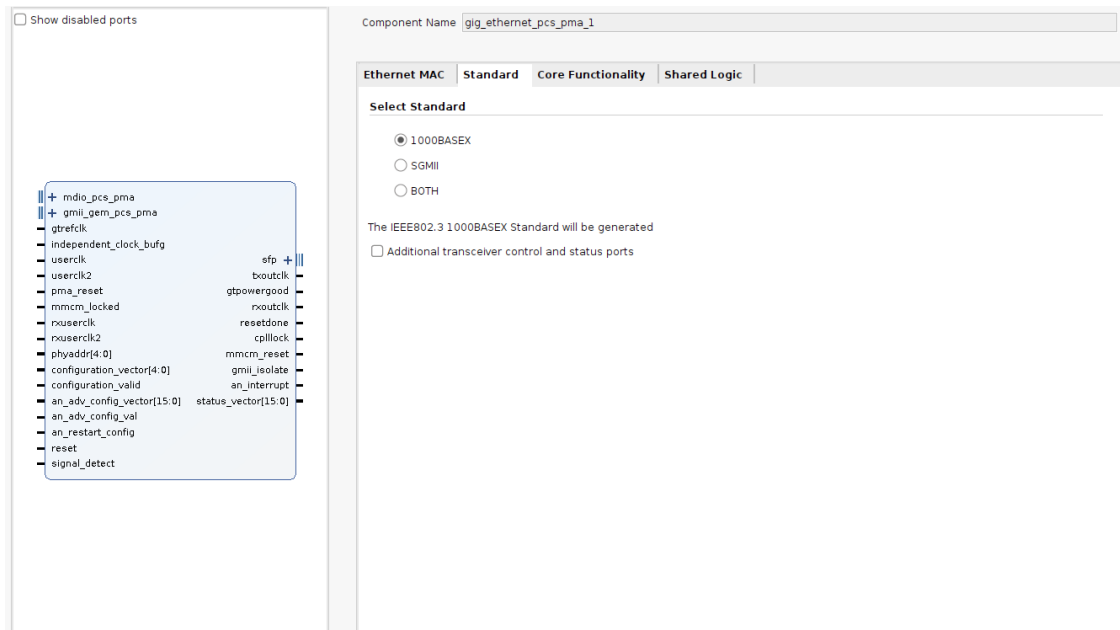 Show disabled ports
Component Name gig_ethernet_pcs_pma_1
Ethernet MAC Standard Core Functionality Shared Logic
Select Standard
1000BASEX
SGMII
BOTH
The IEEE802.3 1000BASEX Standard will be generated
Additional transceiver control and status ports
mdio_pcs_pma
gmii_gem_pcs_pma
gtrefclk
independent_clock_bufg
userclk
userclk2
pma_reset
mmcm_locked
rxuserclk
rxuserclk2
phyaddr[4:0]
configuration_vector[4:0]
configuration_valid
an_adv_config_vector[15:0]
an_adv_config_val
an_restart_config
reset
signal_detect
sfp
txoutclk
gtpowergood
rxoutclk
resetdone
cplllock
mmcm_reset
gmii_isolate
an_interrupt
status_vector[15:0]